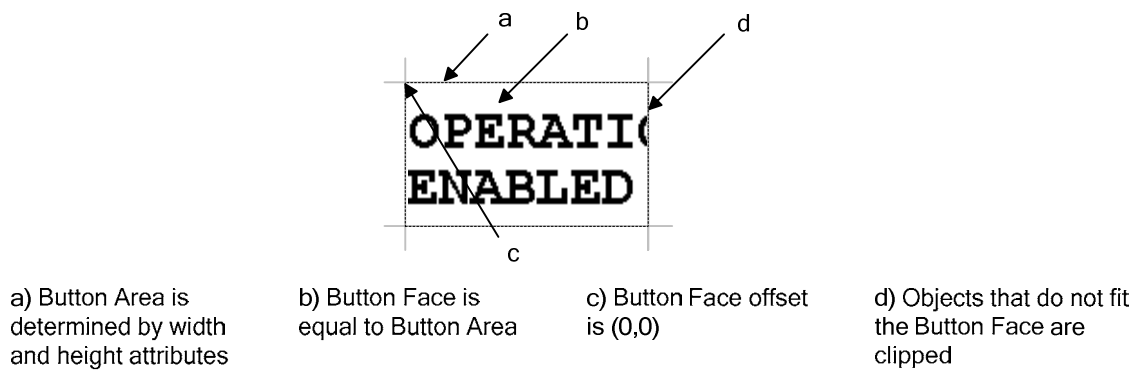 a
b
d
OPERATI
ENABLED
c
a) Button Area is
determined by width
and height attributes
b) Button Face is
equal to Button Area
c) Button Face offset
is (0,0)
d) Objects that do not fit
the Button Face are
clipped